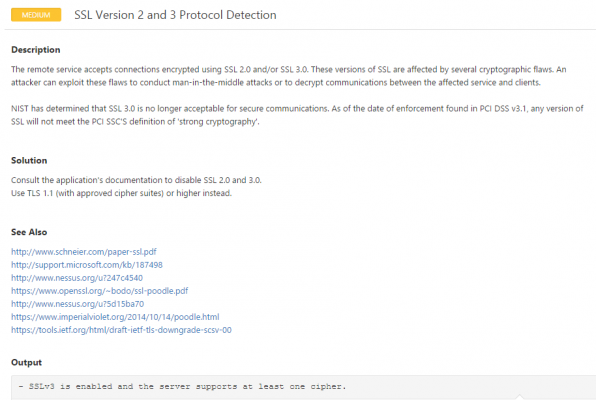 MEDIUM SSL Version 2 and 3 Protocol Detection
Description
The remote service accepts connections encrypted using SSL 2.0 and/or SSL 3.0. These versions of SSL are affected by several cryptographic flaws. An
attacker can exploit these flaws to conduct man-in-the-middle attacks or to decrypt communications between the affected service and clients.
NIST has determined that SSL 3.0 is no longer acceptable for secure communications. As of the date of enforcement found in PCI DSS v3.1, any version of
SSL will not meet the PCI SSC'S definition of 'strong cryptography'.
Solution
Consult the application's documentation to disable SSL 2.0 and 3.0.
Use TLS 1.1 (with approved cipher suites) or higher instead.
See Also
http://www.schneier.com/paper-ssl.pdf
http://support.microsoft.com/kb/187498
http://www.nessus.org/u?247c4540
https://www.openssl.org/~bodo/ssl-poodle.pdf
http://www.nessus.org/u?5d15ba70
https://www.imperialviolet.org/2014/10/14/poodle.html
https://tools.ietf.org/html/draft-ietf-tls-downgrade-scsv-00
Output
- SSLv3 is enabled and the server supports at least one cipher.